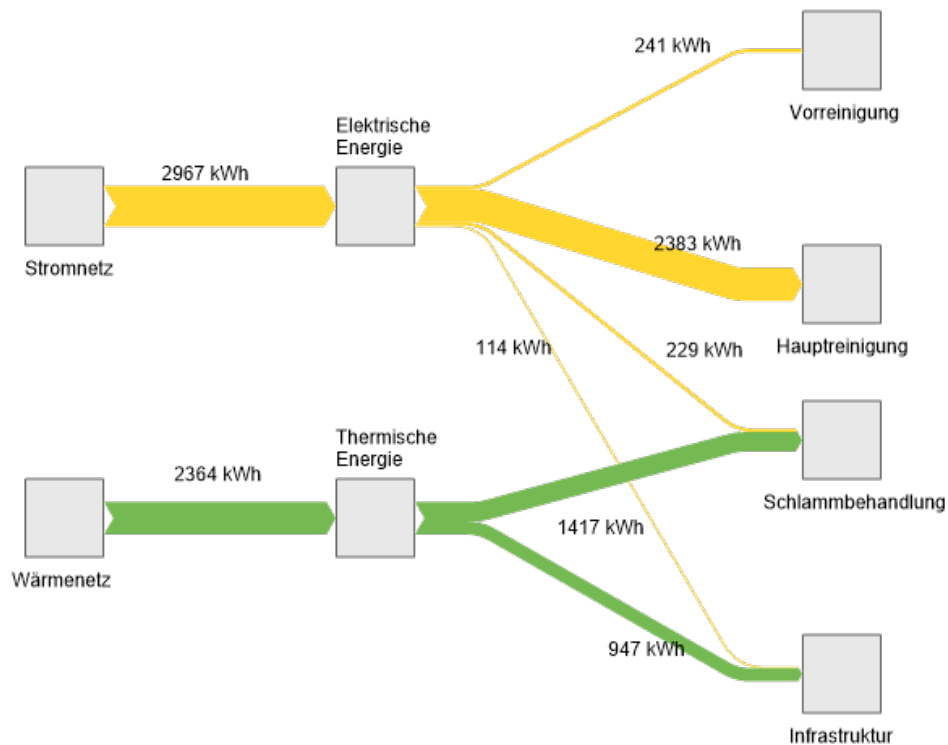 241 kWh
Vorreinigung
Elektrische
Energie
2967 kWh
Stromnetz
2383 kWh
Hauptreinigung
114 kWh
229 kWh
Thermische
Energie
2364 kWh
Schlammbehandlung
1417 kWh
Wärmenetz
947 kWh
Infrastruktur